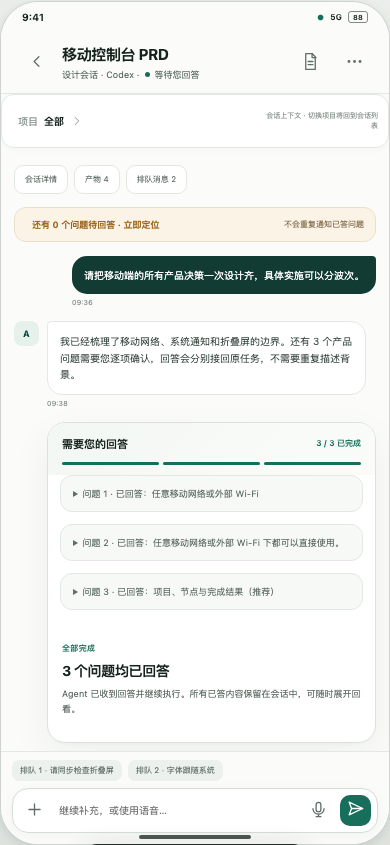 9:41
5G 88
移动控制台 PRD
设计会话 · Codex · 等待您回答
项目 全部
会话上下文 · 切换项目将回到会话列
表
会话详情 产物 4 排队消息 2
还有 0 个问题待回答 · 立即定位 不会重复通知已答问题
请把移动端的所有产品决策一次设计齐，具体实施可以分波次。
09:36
A
我已经梳理了移动网络、系统通知和折叠屏的边界。还有 3 个产品
问题需要您逐项确认，回答会分别接回原任务，不需要重复描述背
景。
09:38
需要您的回答 3 / 3 已完成
问题 1 · 已回答：任意移动网络或外部 Wi-Fi
问题 2 · 已回答：任意移动网络或外部 Wi-Fi 下都可以直接使用。
问题 3 · 已回答：项目、节点与完成结果（推荐）
全部完成
3 个问题均已回答
Agent 已收到回答并继续执行。所有已答内容保留在会话中，可随时展开回
看。
排队 1 · 请同步检查折叠屏 排队 2 · 字体跟随系统
继续补充，或使用语音...